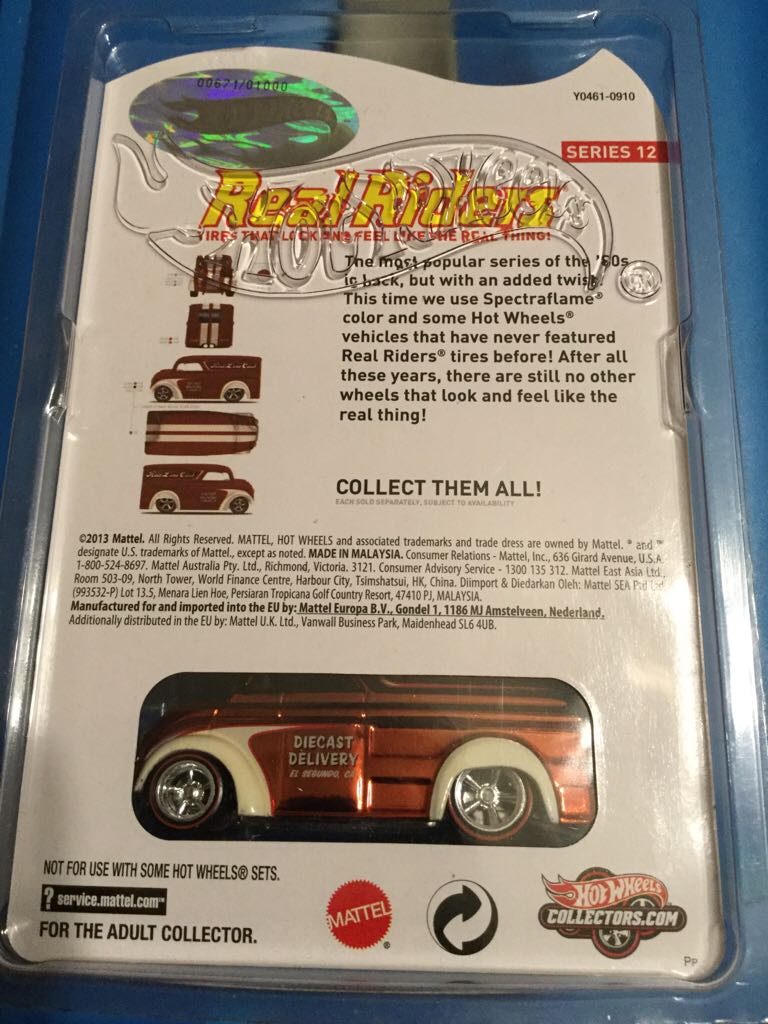 00671/01000
Y0461-0910
SERIES 12
Real Riders
TIRES THAT LOOK AND FEEL LIKE THE REAL THING!
The most popular series of the '80s
is back, but with an added twist.
This time we use Spectraflame®
color and some Hot Wheels®
vehicles that have never featured
Real Riders® tires before! After all
these years, there are still no other
wheels that look and feel like the
real thing!
COLLECT THEM ALL!
EACH SOLD SEPARATELY, SUBJECT TO AVAILABILITY
©2013 Mattel. All Rights Reserved. MATTEL, HOT WHEELS and associated trademarks and trade dress are owned by Mattel. ® and ™
designate U.S. trademarks of Mattel., except as noted. MADE IN MALAYSIA. Consumer Relations - Mattel, Inc., 636 Girard Avenue, U.S.A.
1-800-524-8697. Mattel Australia Pty. Ltd., Richmond, Victoria. 3121. Consumer Advisory Service - 1300 135 312. Mattel East Asia Ltd.,
Room 503-09, North Tower, World Finance Centre, Harbour City, Tsimshatsui, HK, China. Diimport & Diedarkan Oleh: Mattel SEA Ptd Ltd
(993532-P) Lot 13.5, Menara Lien Hoe, Persiaran Tropicana Golf Country Resort, 47410 PJ, MALAYSIA.
Manufactured for and imported into the EU by: Mattel Europa B.V., Gondel 1, 1186 MJ Amstelveen, Nederland.
Additionally distributed in the EU by: Mattel U.K. Ltd., Vanwall Business Park, Maidenhead SL6 4UB.
DIECAST
DELIVERY
EL SEGUNDO, CA
NOT FOR USE WITH SOME HOT WHEELS® SETS.
? service.mattel.com™
FOR THE ADULT COLLECTOR.
MATTEL®
HOT WHEELS
COLLECTORS.COM
PP